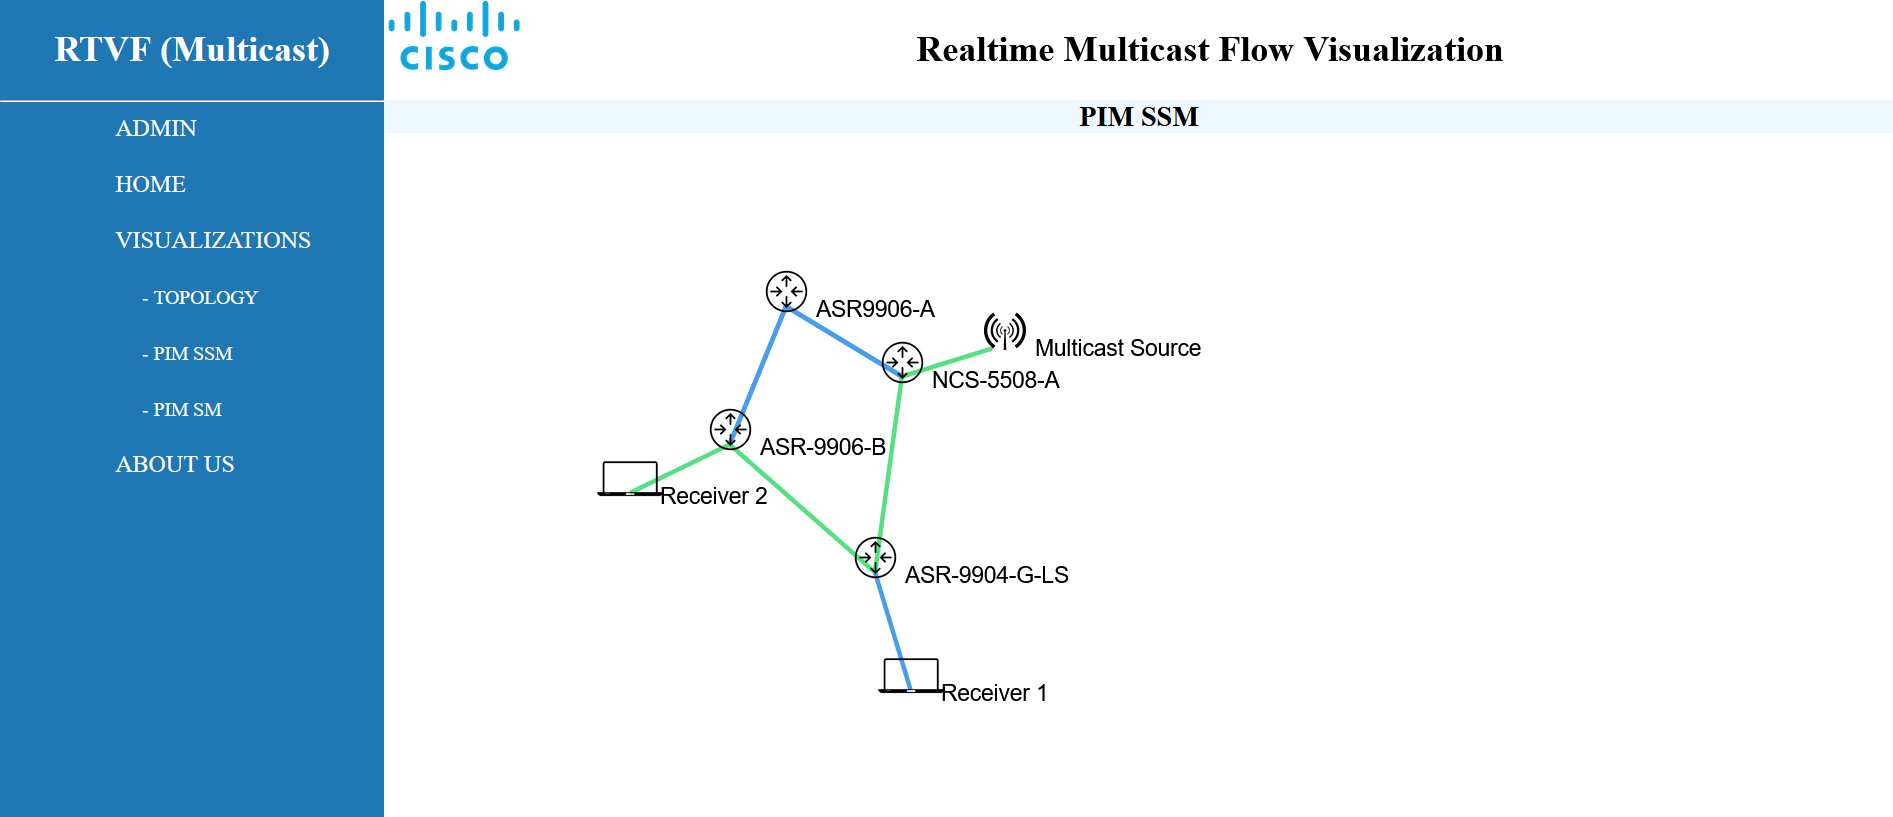 RTVF (Multicast)
CISCO
Realtime Multicast Flow Visualization
PIM SSM
ADMIN
HOME
VISUALIZATIONS
- TOPOLOGY
- PIM SSM
- PIM SM
ABOUT US
ASR9906-A
Multicast Source
NCS-5508-A
ASR-9906-B
Receiver 2
ASR-9904-G-LS
Receiver 1